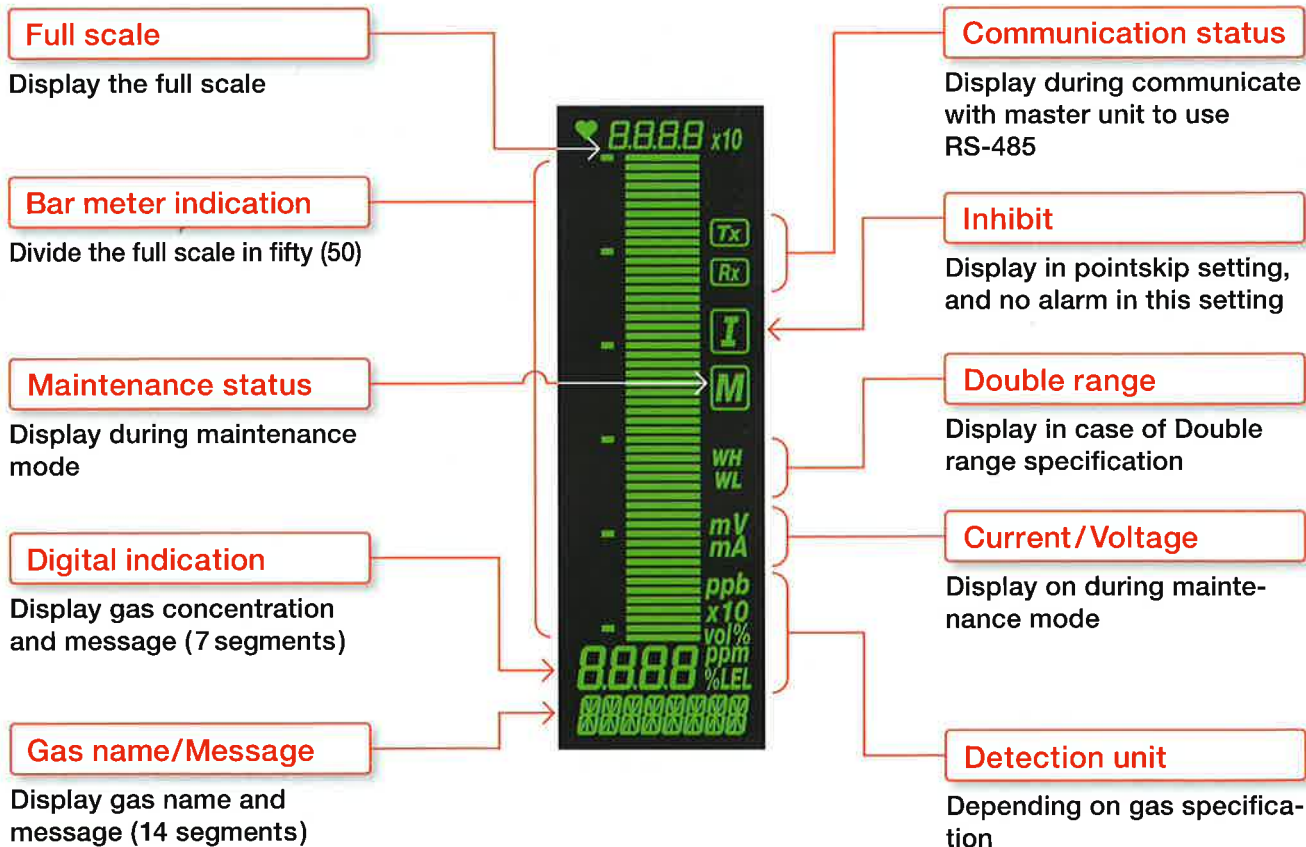 Full scale
Display the full scale
Bar meter indication
Divide the full scale in fifty (50)
Maintenance status
Display during maintenance
mode
Digital indication
Display gas concentration
and message (7 segments)
Gas name/Message
Display gas name and
message (14 segments)
8.8.8.8 x10
Tx
Rx
I
M
WH
WL
mV
mA
ppb
x10
vol%
ppm
8.8.8.8 %LEL
Communication status
Display during communicate
with master unit to use
RS-485
Inhibit
Display in pointskip setting,
and no alarm in this setting
Double range
Display in case of Double
range specification
Current/Voltage
Display on during mainte-
nance mode
Detection unit
Depending on gas specifica-
tion